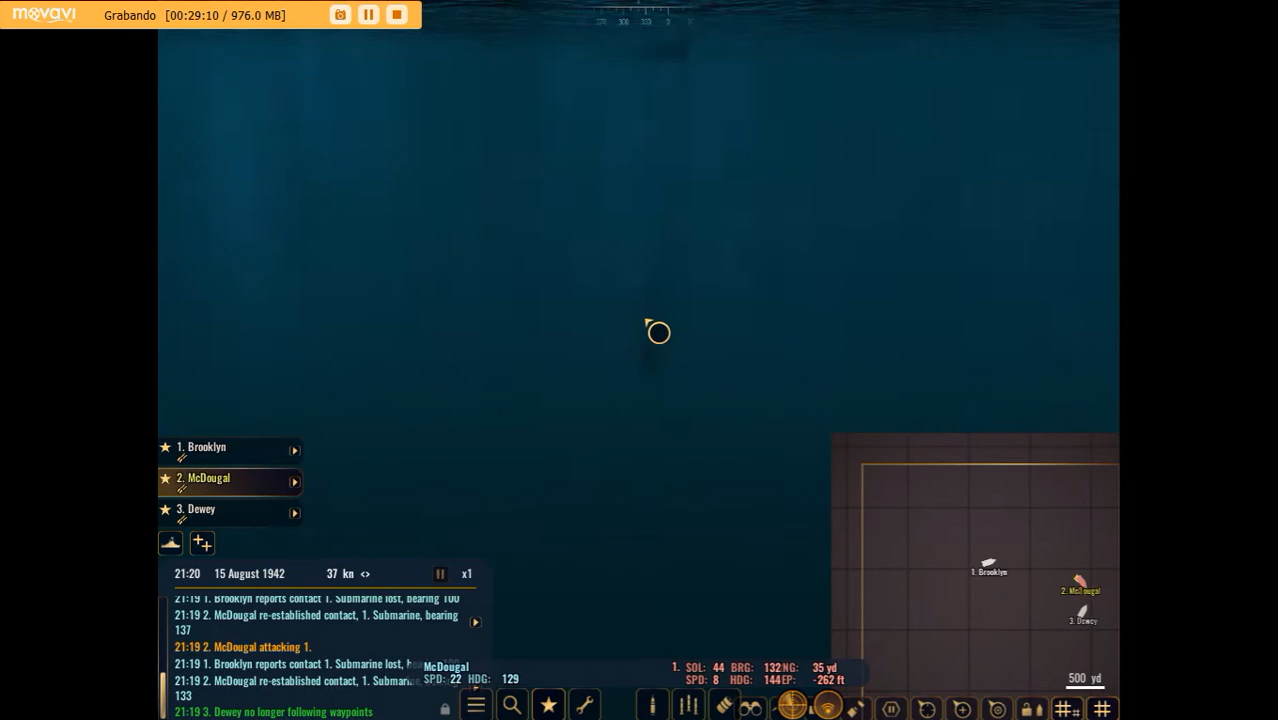 movavi Grabando [00:29:10 / 976.0 MB]
270 300 333 0
1. Brooklyn
2. McDougal
3. Dewey
21:20 15 August 1942 37 kn <> x1
21:19 1. Brooklyn reports contact 1. Submarine lost, bearing 100
21:19 2. McDougal re-established contact, 1. Submarine, bearing
137
21:19 2. McDougal attacking 1.
21:19 1. Brooklyn reports contact 1. Submarine lost,
21:19 2. McDougal re-established contact, 1.
133
21:19 3. Dewey no longer following waypoints
McDougal
SPD: 22 HDG: 129
1. SOL: 44 BRG: 132 35 yd
SPD: 8 HDG: 144 -262 ft
1. Brooklyn
2. McDougal
3. Dewey
500 yd